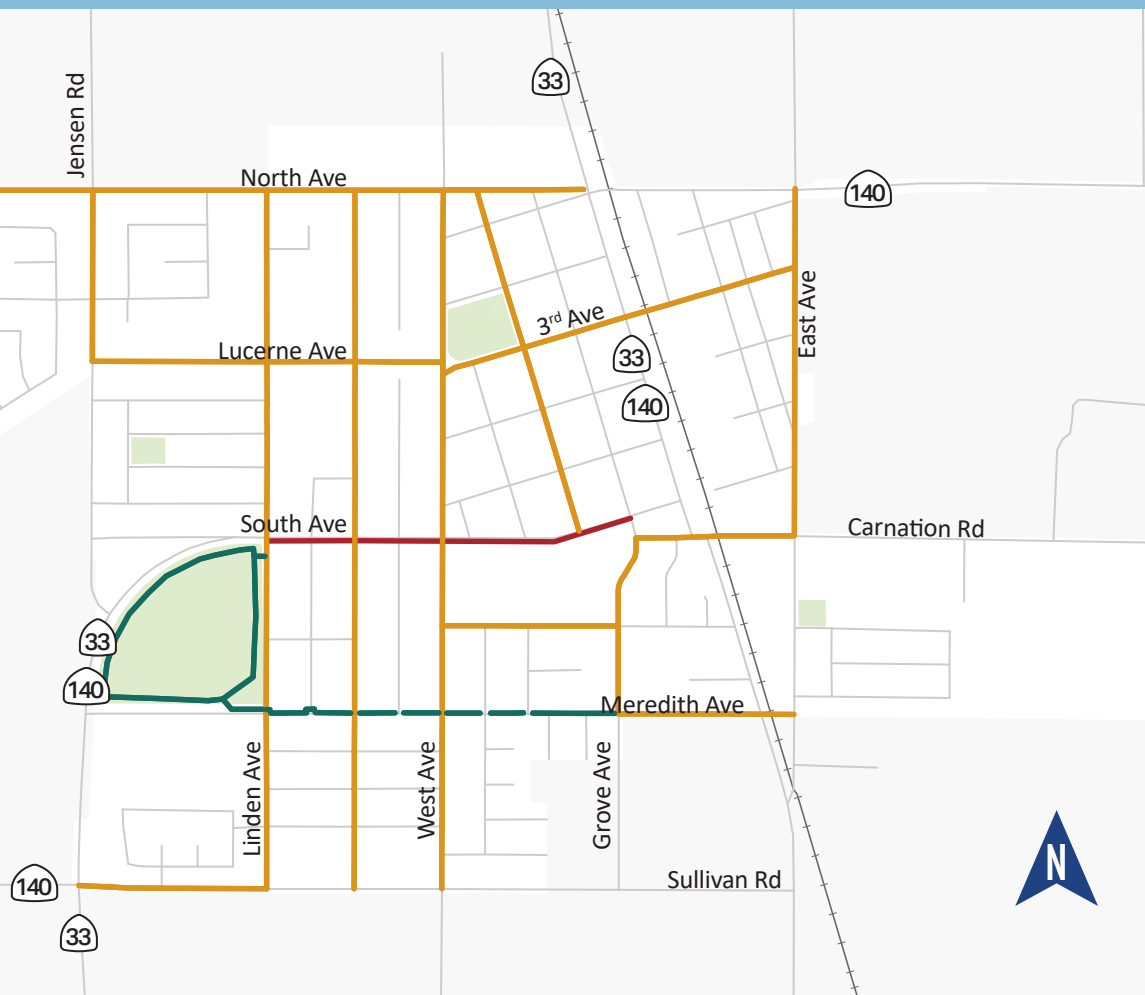 33
Jensen Rd
North Ave
140
3rd Ave
East Ave
Lucerne Ave
33
140
South Ave
Carnation Rd
33
140
Meredith Ave
Linden Ave
West Ave
Grove Ave
N
140
Sullivan Rd
33